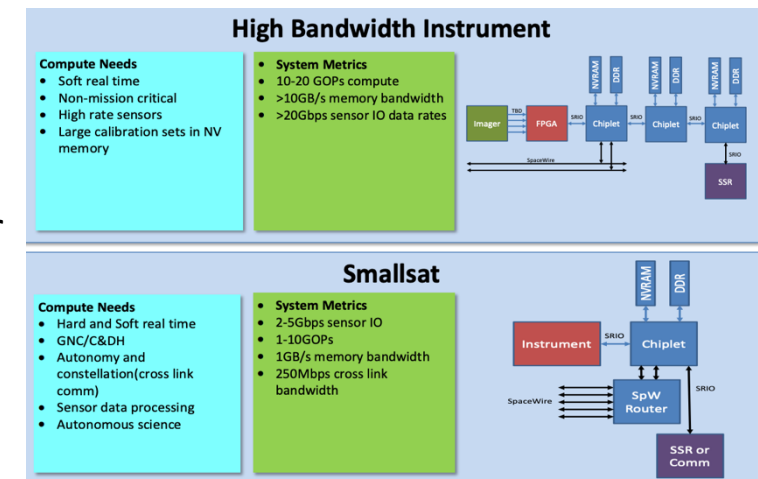 High Bandwidth Instrument
Compute Needs
• Soft real time
• Non-mission critical
• High rate sensors
• Large calibration sets in NV
memory
• System Metrics
• 10-20 GOPs compute
• >10GB/s memory bandwidth
• >20Gbps sensor IO data rates
NVRAM
DDR
NVRAM
DDR
NVRAM
DDR
Imager
TBD
FPGA
SRIO
Chiplet
SRIO
Chiplet
SRIO
Chiplet
SpaceWire
SRIO
SSR
Smallsat
Compute Needs
• Hard and Soft real time
• GNC/C&DH
• Autonomy and
constellation(cross link
comm)
• Sensor data processing
• Autonomous science
• System Metrics
• 2-5Gbps sensor IO
• 1-10GOPs
• 1GB/s memory bandwidth
• 250Mbps cross link
bandwidth
NVRAM
DDR
Instrument
SRIO
Chiplet
SpaceWire
SpW
Router
SRIO
SSR or
Comm